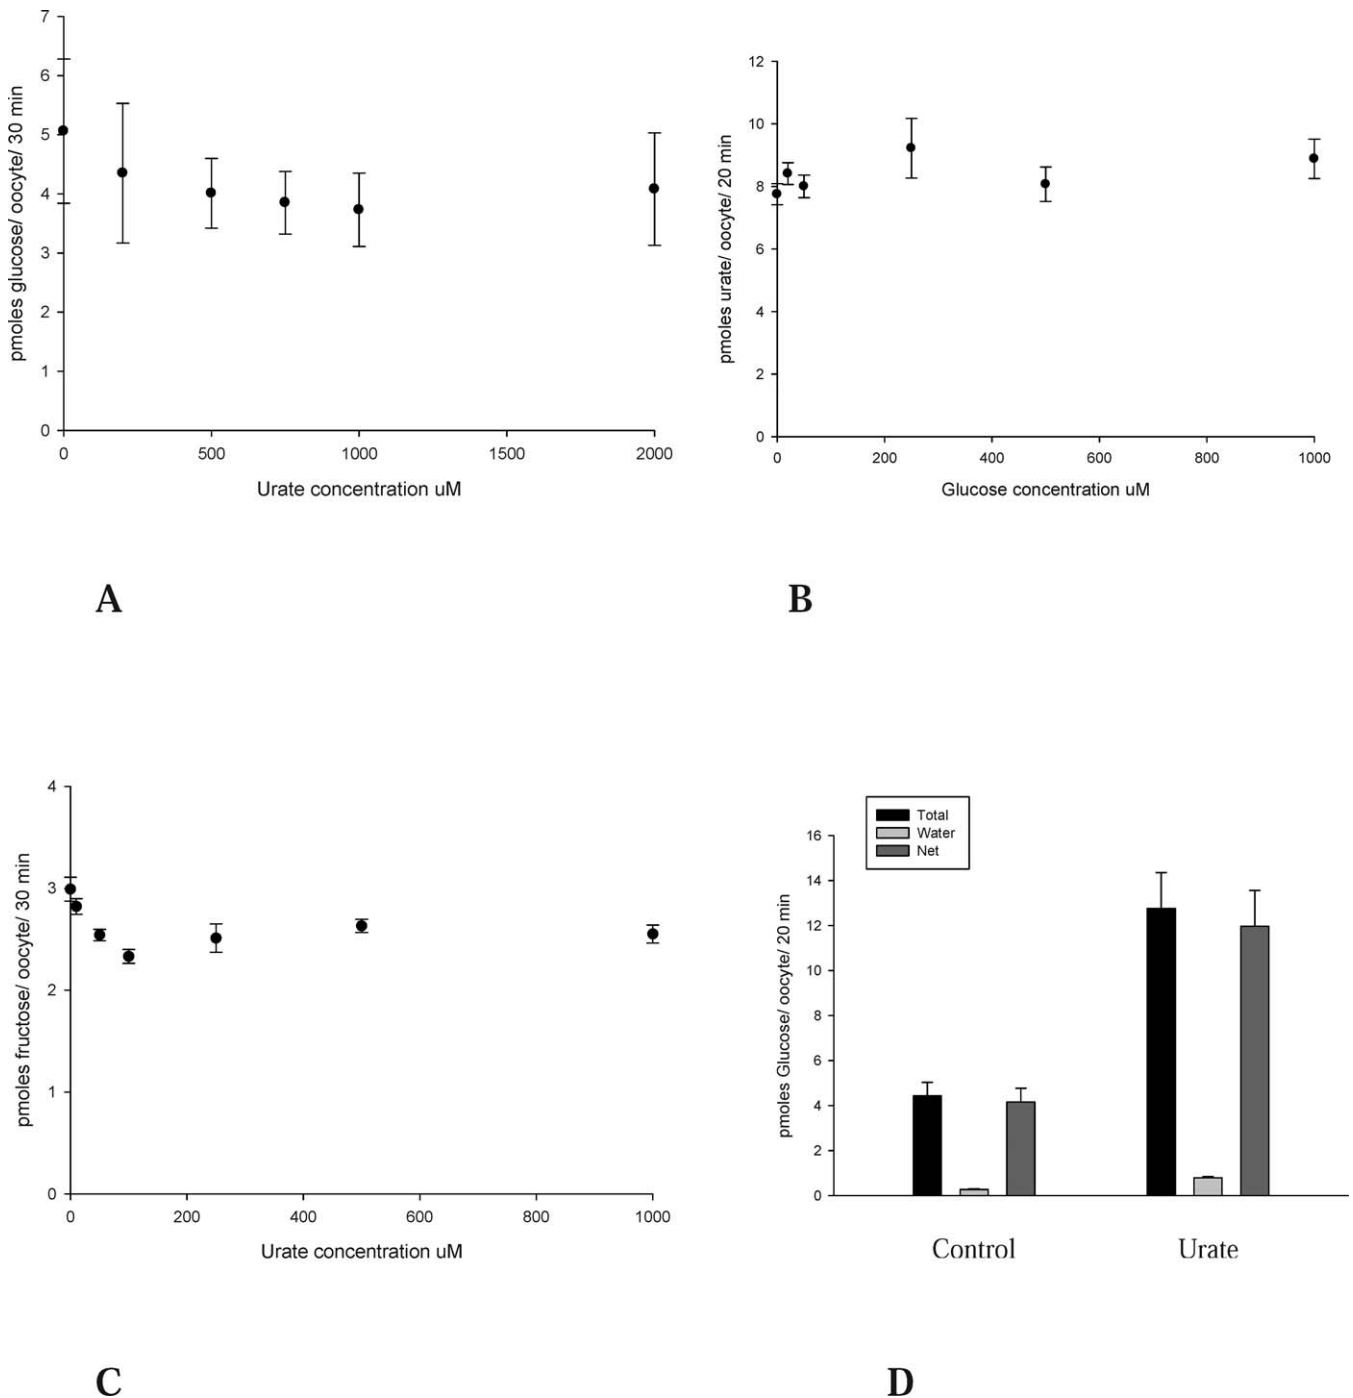 7
6
5
4
3
2
1
0
pmoles glucose/ oocyte/ 30 min
0 500 1000 1500 2000
Urate concentration uM
A
12
10
8
6
4
2
0
pmoles urate/ oocyte/ 20 min
0 200 400 600 800 1000
Glucose concentration uM
B
4
3
2
1
0
pmoles fructose/ oocyte/ 30 min
0 200 400 600 800 1000
Urate concentration uM
C
Total
Water
Net
16
14
12
10
8
6
4
2
0
pmoles Glucose/ oocyte/ 20 min
Control Urate
D